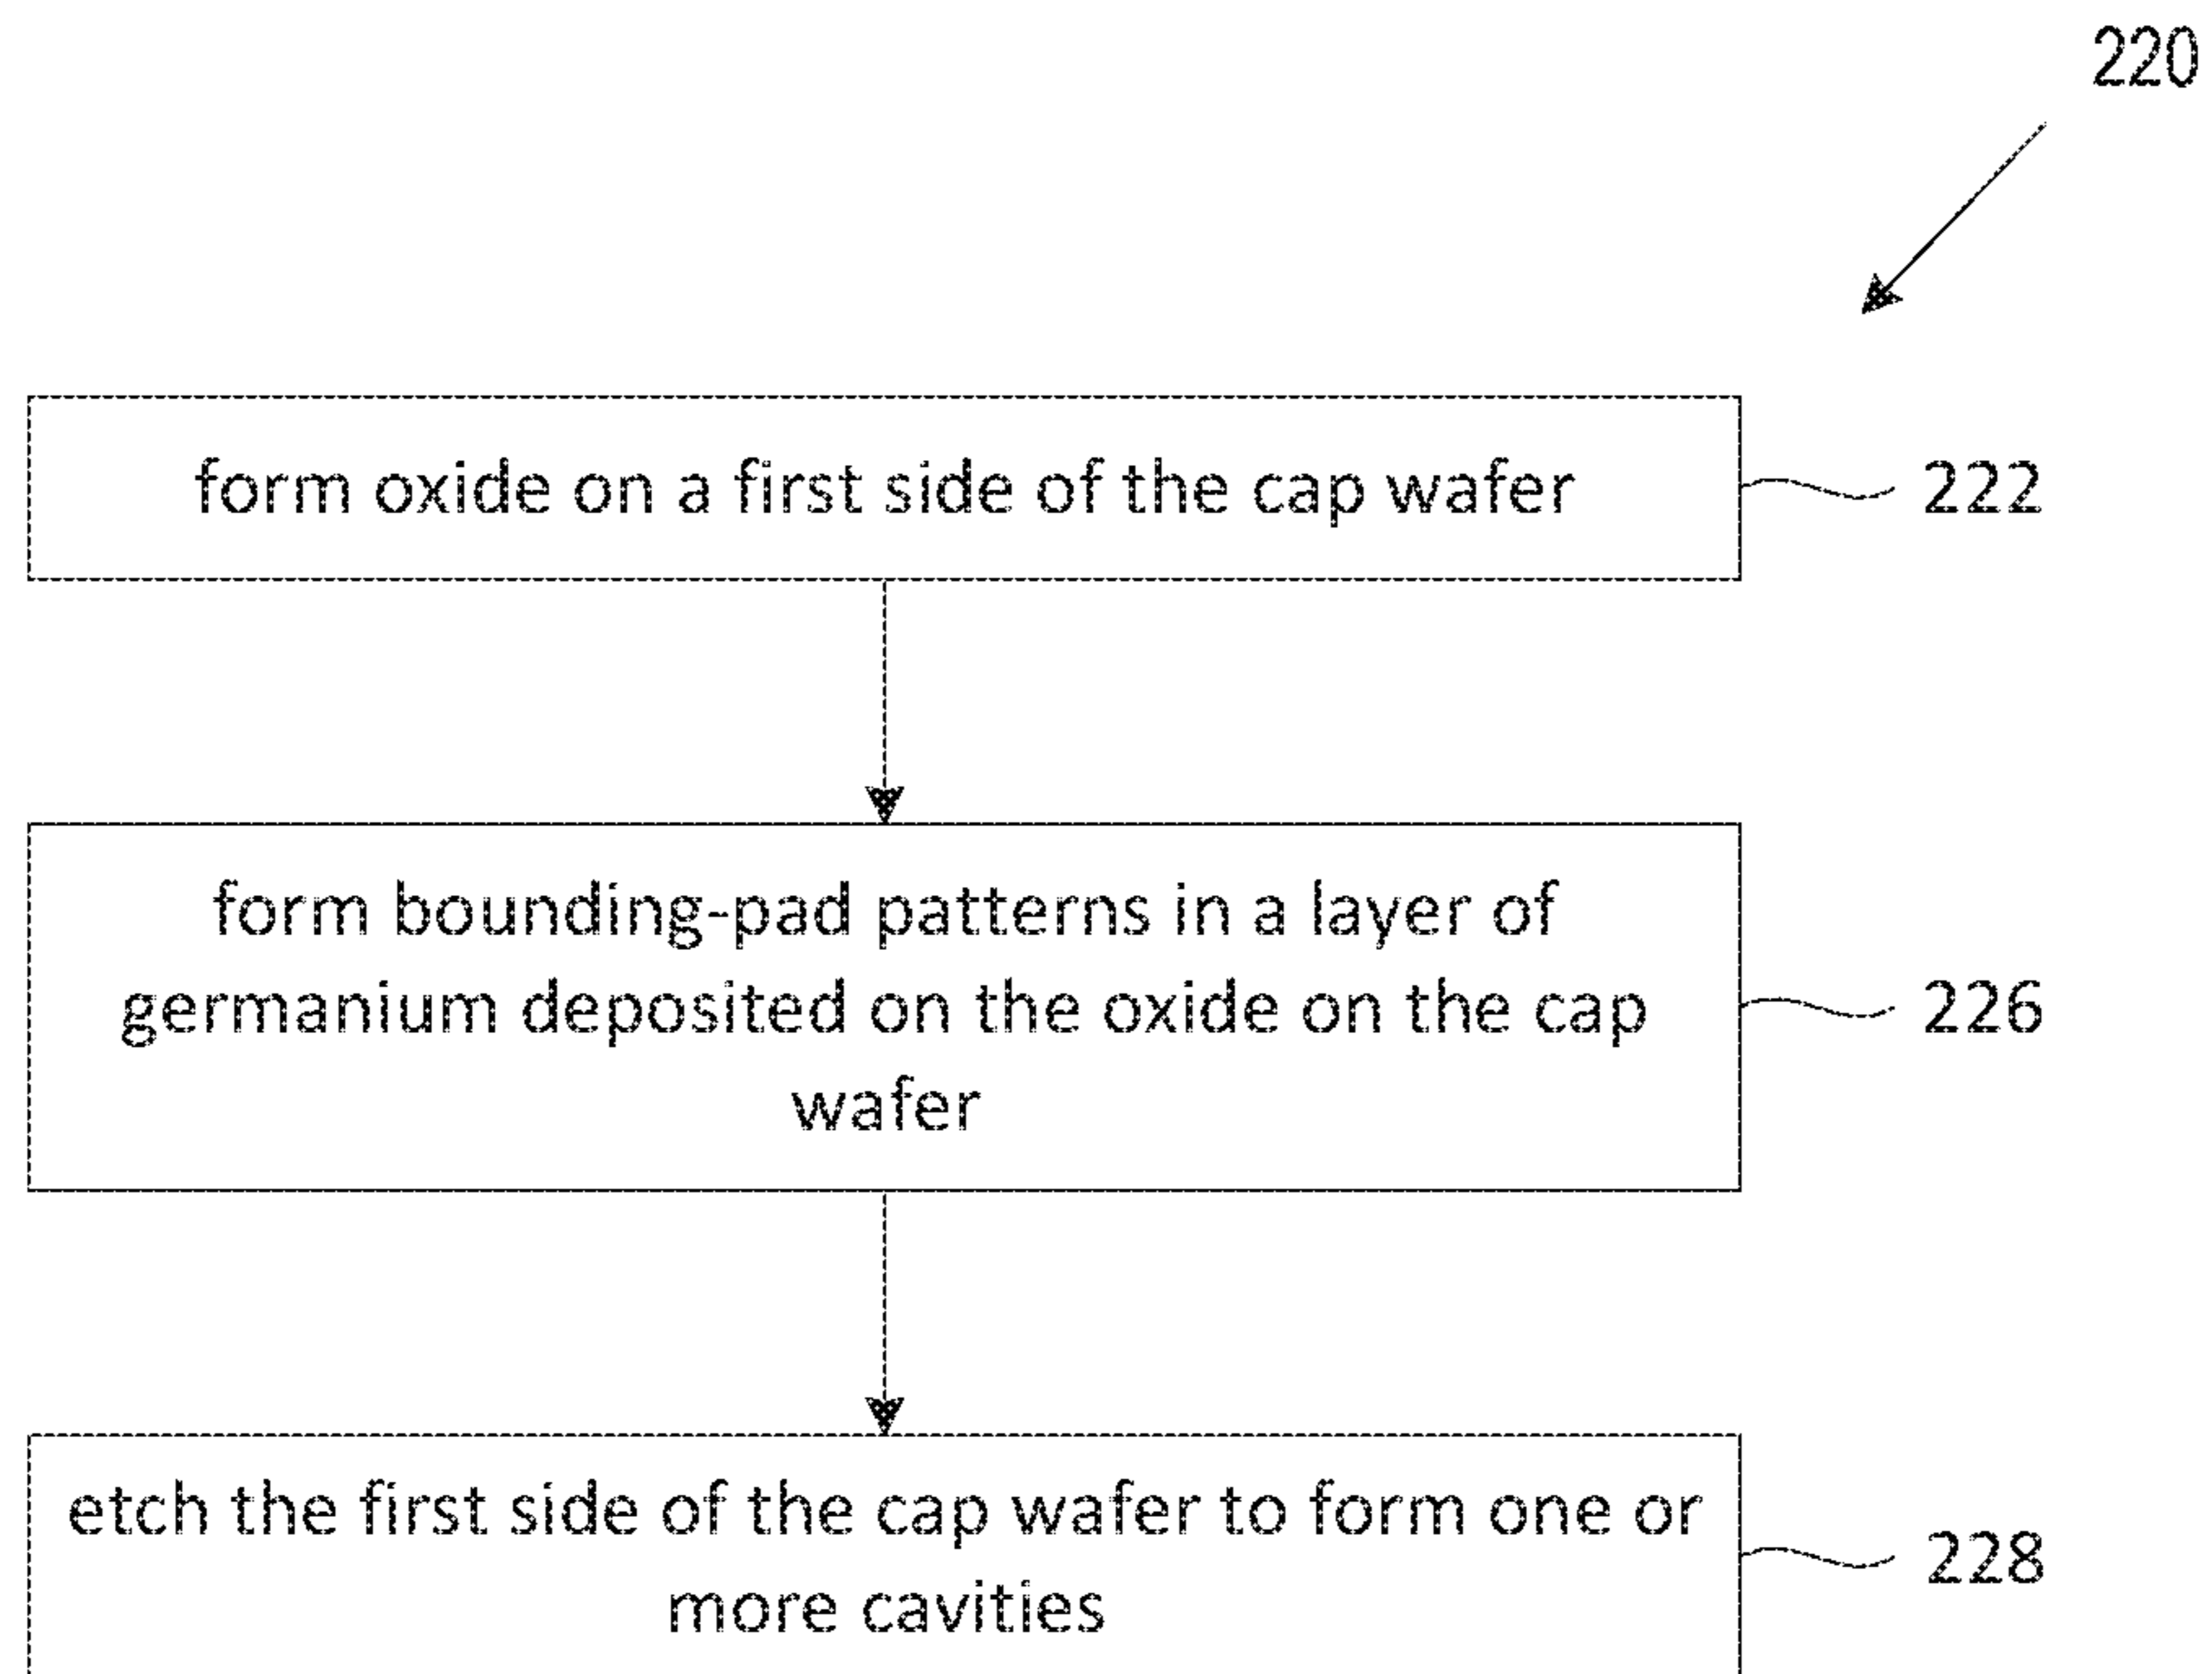 220
form oxide on a first side of the cap wafer
222
form bounding-pad patterns in a layer of
germanium deposited on the oxide on the cap
wafer
226
etch the first side of the cap wafer to form one or
more cavities
228